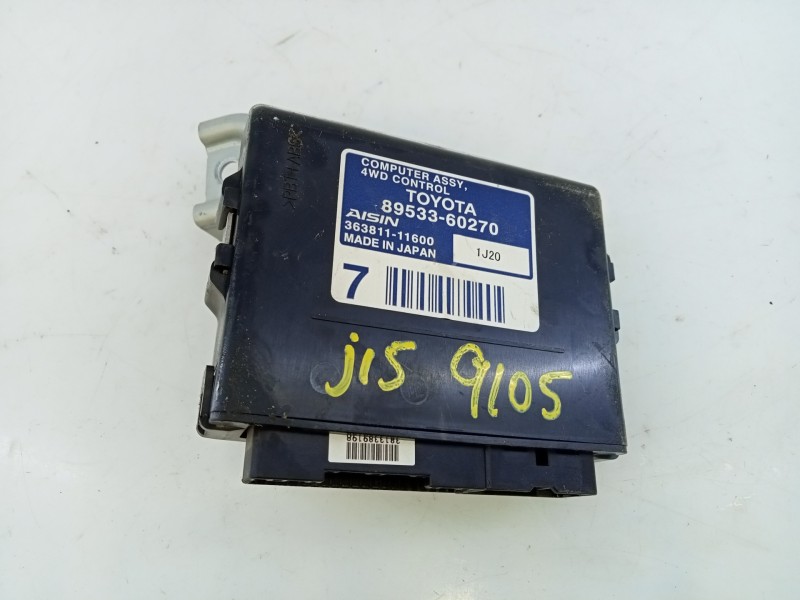 COMPUTER ASSY,
4WD CONTROL
TOYOTA
89533-60270
AISIN
363811-11600
MADE IN JAPAN
1J20
7
j15 9105